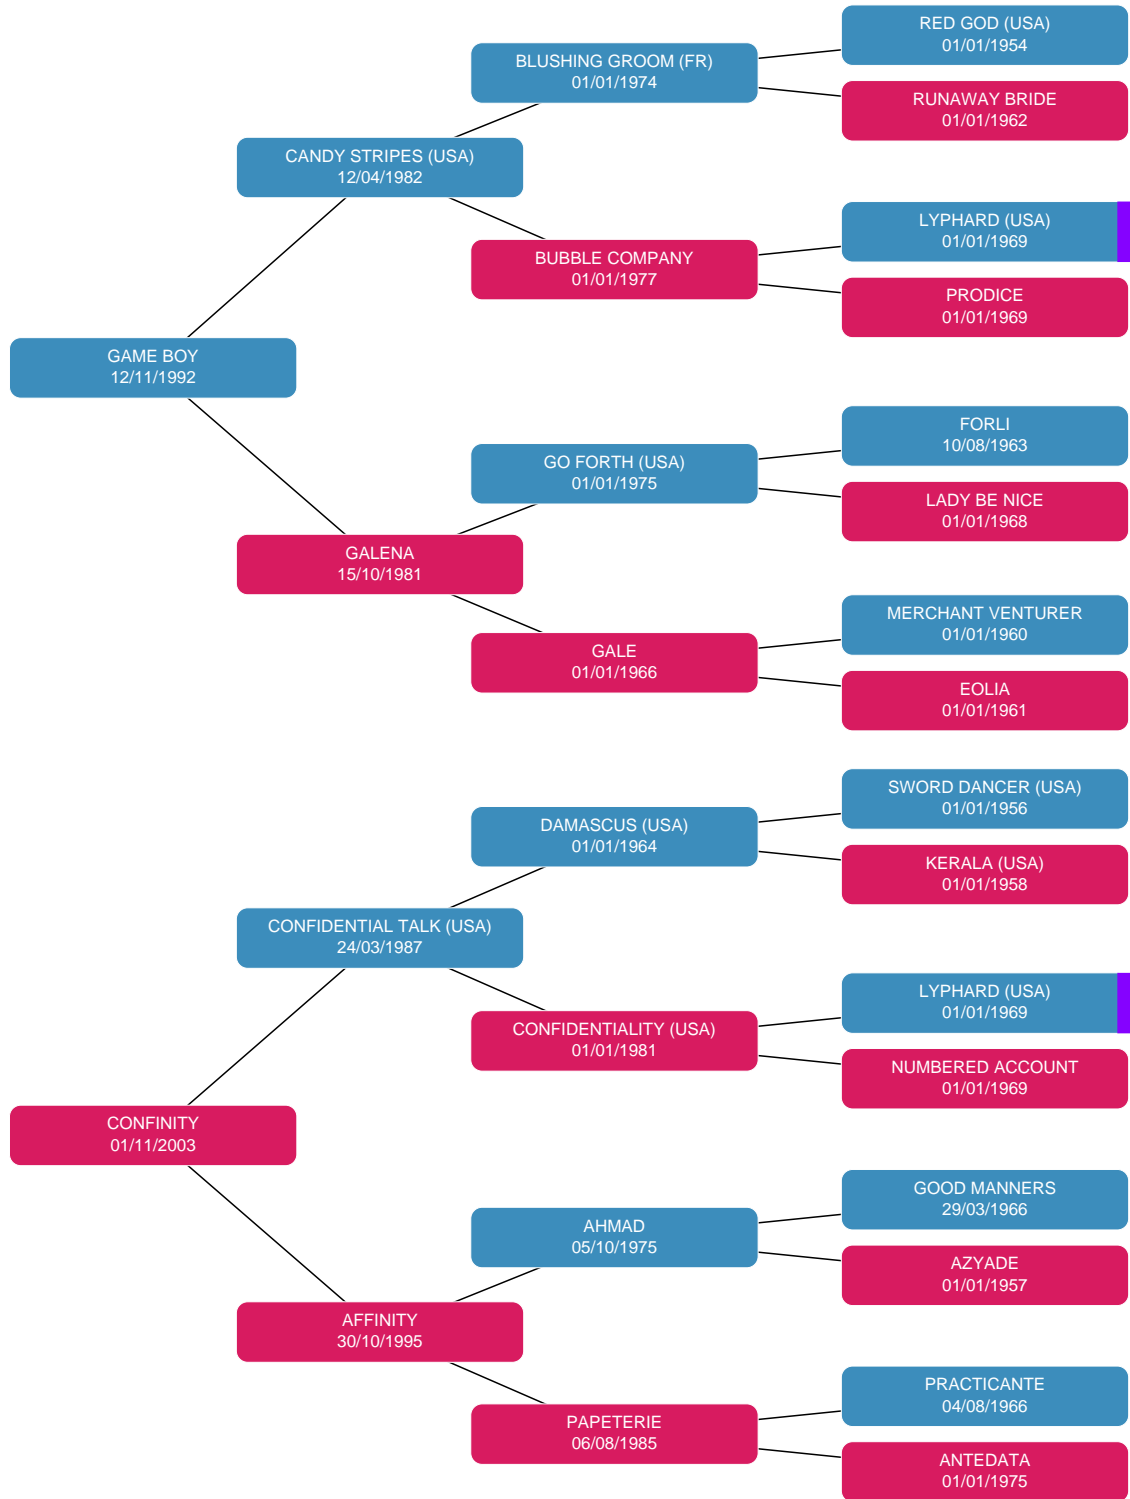 RED GOD (USA)
01/01/1954
BLUSHING GROOM (FR)
01/01/1974
RUNAWAY BRIDE
01/01/1962
CANDY STRIPES (USA)
12/04/1982
LYPHARD (USA)
01/01/1969
BUBBLE COMPANY
01/01/1977
PRODICE
01/01/1969
GAME BOY
12/11/1992
FORLI
10/08/1963
GO FORTH (USA)
01/01/1975
LADY BE NICE
01/01/1968
GALENA
15/10/1981
MERCHANT VENTURER
01/01/1960
GALE
01/01/1966
EOLIA
01/01/1961
SWORD DANCER (USA)
01/01/1956
DAMASCUS (USA)
01/01/1964
KERALA (USA)
01/01/1958
CONFIDENTIAL TALK (USA)
24/03/1987
LYPHARD (USA)
01/01/1969
CONFIDENTIALITY (USA)
01/01/1981
NUMBERED ACCOUNT
01/01/1969
CONFINITY
01/11/2003
GOOD MANNERS
29/03/1966
AHMAD
05/10/1975
AZYADE
01/01/1957
AFFINITY
30/10/1995
PRACTICANTE
04/08/1966
PAPETERIE
06/08/1985
ANTEDATA
01/01/1975